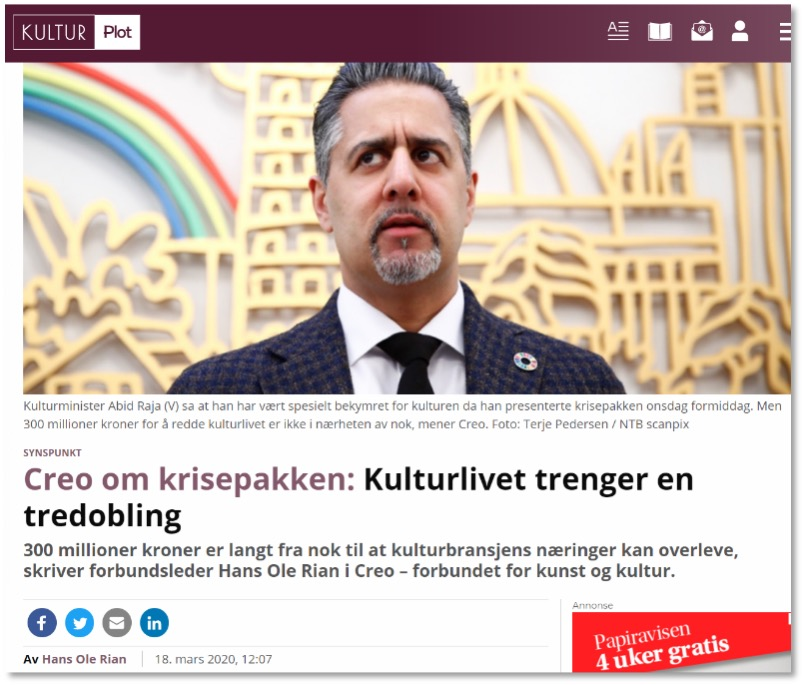 KULTUR Plot
Kulturminister Abid Raja (V) sa at han har vært spesielt bekymret for kulturen da han presenterte krisepakken onsdag formiddag. Men
300 millioner kroner for å redde kulturlivet er ikke i nærheten av nok, mener Creo. Foto: Terje Pedersen / NTB scanpix
SYNSPUNKT
Creo om krisepakken: Kulturlivet trenger en
tredobling
300 millioner kroner er langt fra nok til at kulturbransjens næringer kan overleve,
skriver forbundsleder Hans Ole Rian i Creo – forbundet for kunst og kultur.
Annonse
Papiravisen
4 uker gratis
Av Hans Ole Rian 18. mars 2020, 12:07